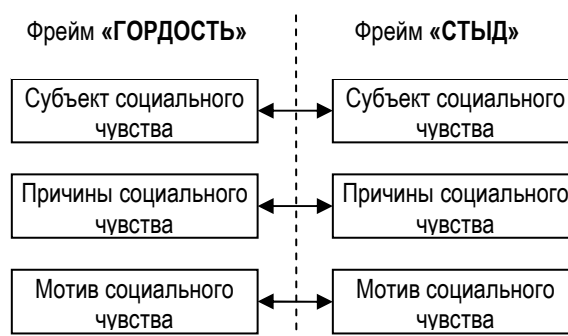 Фрейм «ГОРДОСТЬ»
Фрейм «СТЫД»
Субъект социального
чувства
Субъект социального
чувства
Причины социального
чувства
Причины социального
чувства
Мотив социального
чувства
Мотив социального
чувства